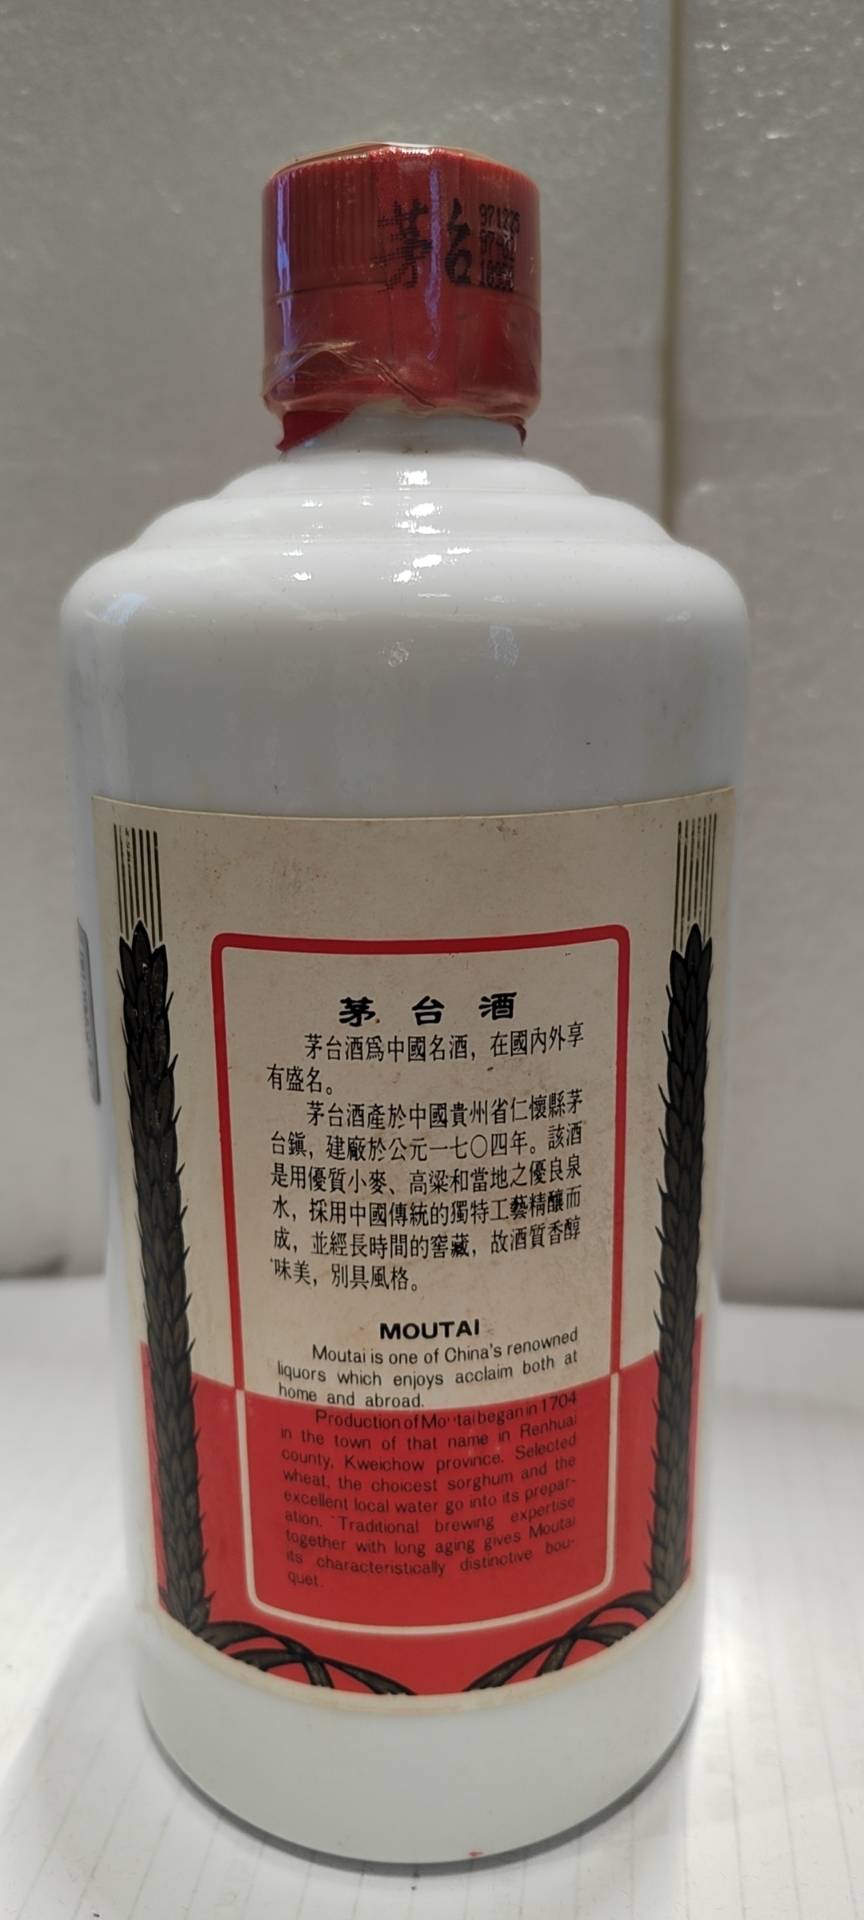 茅台
971225
茅台酒
茅台酒爲中國名酒，在國內外享
有盛名。
茅台酒產於中國貴州省仁懷縣茅
台鎭，建廠於公元一七〇四年。該酒
是用優質小麥、高粱和當地之優良泉
水，採用中國傳統的獨特工藝精釀而
成，並經長時間的窖藏，故酒質香醇
味美，別具風格。
MOUTAI
Moutai is one of China's renowned
liquors which enjoys acclaim both at
home and abroad.
Production of Moutai began in 1704
in the town of that name in Renhuai
county, Kweichow province. Selected
wheat, the choicest sorghum and the
excellent local water go into its prepar-
ation. Traditional brewing expertise
together with long aging gives Moutai
its characteristically distinctive bou-
quet.